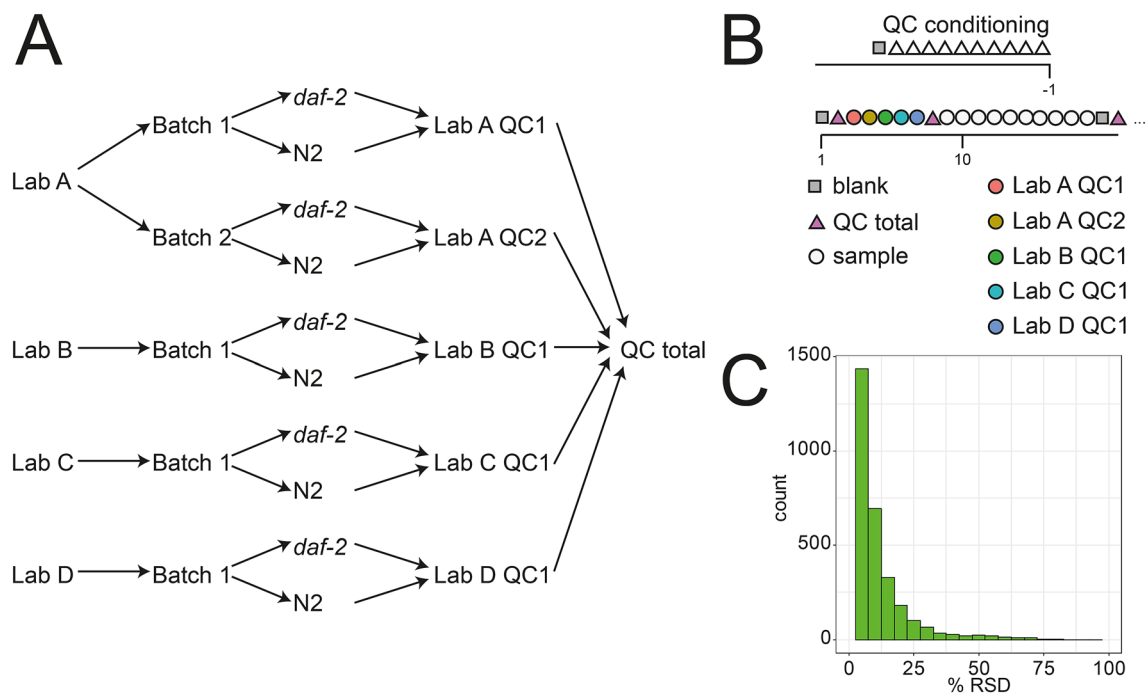 A
Lab A
Batch 1
daf-2
N2
Lab A QC1
Batch 2
daf-2
N2
Lab A QC2
Lab B
Batch 1
daf-2
N2
Lab B QC1
QC total
Lab C
Batch 1
daf-2
N2
Lab C QC1
Lab D
Batch 1
daf-2
N2
Lab D QC1
B
QC conditioning
-1
...
1 10
blank
QC total
sample
Lab A QC1
Lab A QC2
Lab B QC1
Lab C QC1
Lab D QC1
C
1500
1000
500
0
count
0 25 50 75 100
% RSD